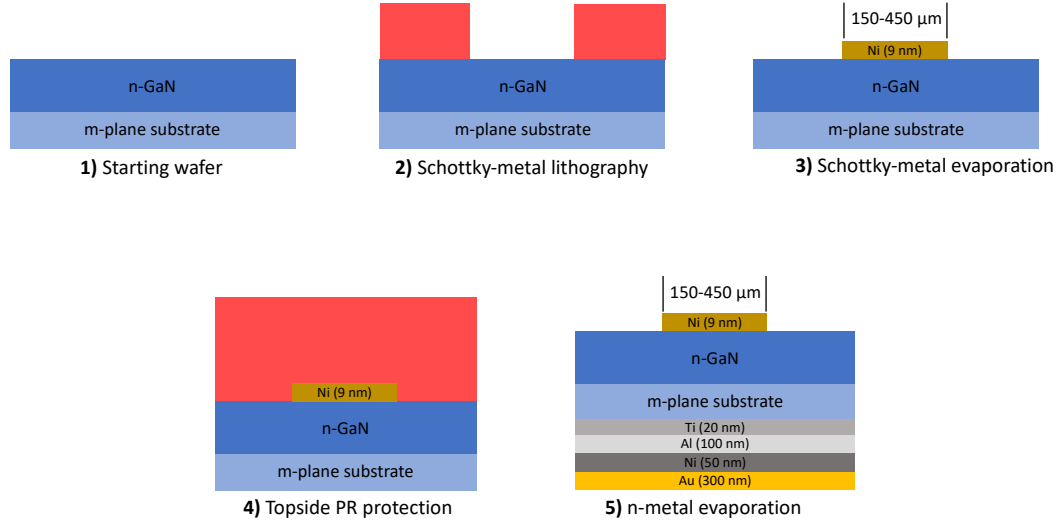 n-GaN
m-plane substrate
1) Starting wafer
n-GaN
m-plane substrate
2) Schottky-metal lithography
150-450 µm
Ni (9 nm)
n-GaN
m-plane substrate
3) Schottky-metal evaporation
Ni (9 nm)
n-GaN
m-plane substrate
4) Topside PR protection
150-450 µm
Ni (9 nm)
n-GaN
m-plane substrate
Ti (20 nm)
Al (100 nm)
Ni (50 nm)
Au (300 nm)
5) n-metal evaporation